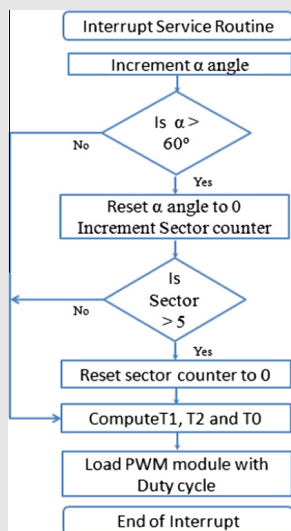 Interrupt Service Routine
Increment α angle
Is α >
60º
No
Yes
Reset α angle to 0
Increment Sector counter
Is
Sector
> 5
No
Yes
Reset sector counter to 0
ComputeT1, T2 and T0
Load PWM module with
Duty cycle
End of Interrupt